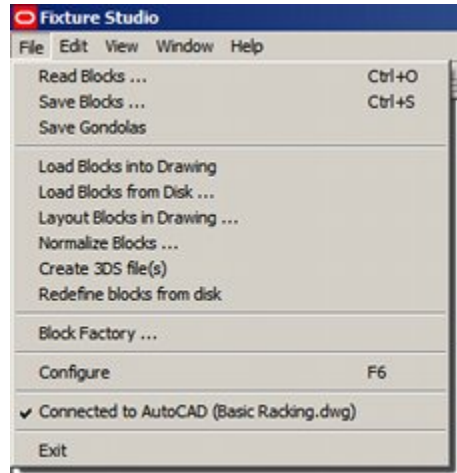 Fixture Studio
File Edit View Window Help
Read Blocks ... Ctrl+O
Save Blocks ... Ctrl+S
Save Gondolas
Load Blocks into Drawing
Load Blocks from Disk ...
Layout Blocks in Drawing ...
Normalize Blocks ...
Create 3DS file(s)
Redefine blocks from disk
Block Factory ...
Configure F6
Connected to AutoCAD (Basic Racking.dwg)
Exit